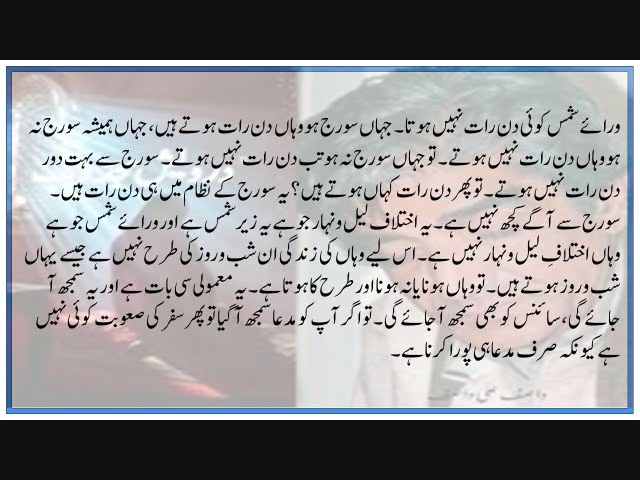 ورائے شمس کوئی دن رات نہیں ہوتا۔ جہاں سورج ہو وہاں دن رات ہوتے ہیں، جہاں ہمیشہ سورج نہ
ہو وہاں دن رات نہیں ہوتے۔ تو جہاں سورج نہ ہو تب دن رات نہیں ہوتے۔ سورج سے بہت دور
دن رات نہیں ہوتے۔ تو پھر دن رات کہاں ہوتے ہیں؟ یہ سورج کے نظام میں ہی دن رات ہیں۔
سورج سے آگے کچھ نہیں ہے۔ یہ اختلاف لیل و نہار جو ہے یہ زیر شمس ہے اور ورائے شمس جو ہے
وہاں اختلافِ لیل و نہار نہیں ہے۔ اس لیے وہاں کی زندگی ان شب و روز کی طرح نہیں ہے جیسے یہاں
شب و روز ہوتے ہیں۔ تو وہاں ہونا یا نہ ہونا اور طرح کا ہوتا ہے۔ یہ معمولی سی بات ہے اور یہ سمجھ آ
جائے گی، سائنس کو بھی سمجھ آ جائے گی۔ تو اگر آپ کو مدعا سمجھ آ گیا تو پھر سفر کی صعوبت کوئی نہیں
ہے کیونکہ صرف مدعا ہی پورا کرنا ہے۔
واصف علی واصف